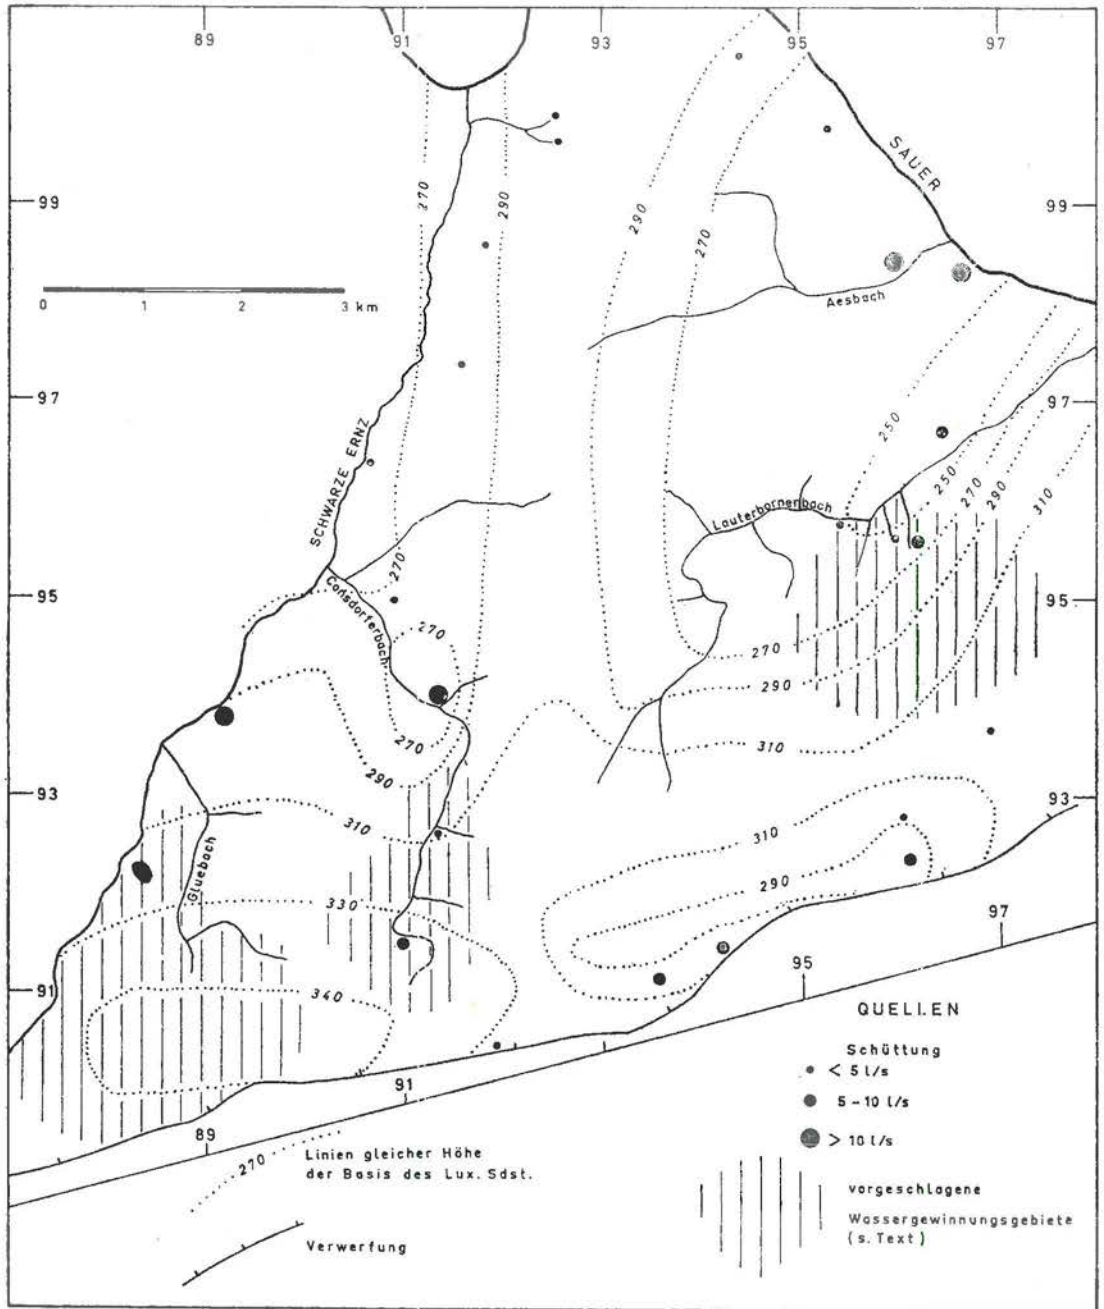 89
91
93
95
97
SAUER
270
290
290
270
99
99
0 1 2 3 km
Aesbach
97
97
SCHWARZE ERNZ
250
250
270
290
310
Lauterbornerbach
270
Consdorferbach
95
95
270
270
290
270
290
310
93
93
310
310
290
Gluebach
330
340
91
97
95
91
89
QUELLEN
Schüttung
< 5 l/s
5 – 10 l/s
> 10 l/s
270
Linien gleicher Höhe
der Basis des Lux. Sdst.
Verwerfung
vorgeschlagene
Wassergewinnungsgebiete
(s. Text)